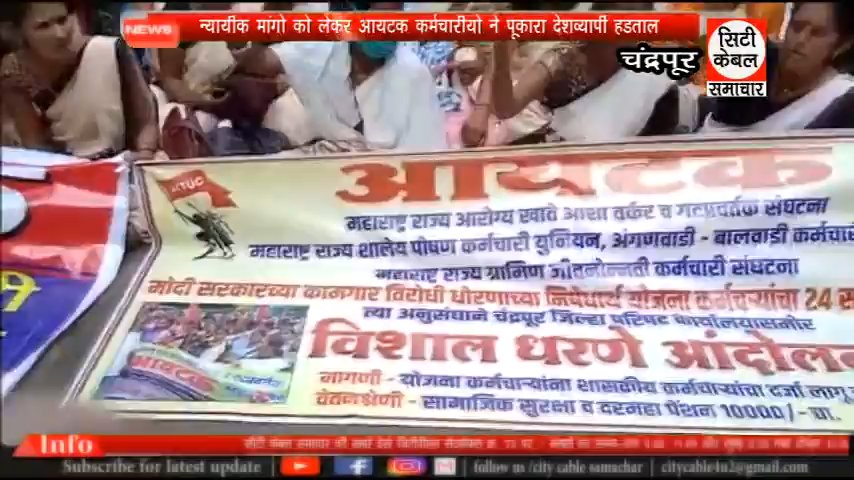 NEWS न्यायीक मांगो को लेकर आयटक कर्मचारीयो ने पूकारा देशव्यापी हडताल
चंद्रपूर
सिटी
केबल
समाचार
AITUC
आयटक
महाराष्ट्र राज्य आरोग्य खाते आशा वर्कर व गटप्रवर्तक संघटना
महाराष्ट्र राज्य शालेय पोषण कर्मचारी युनियन, अंगणवाडी - बालवाडी कर्मचा
महाराष्ट्र राज्य ग्रामिण जीवनोन्नती कर्मचारी संघटना
मोदी सरकारच्या कामगार विरोधी धोरणाच्या निषेधार्थ योजना कर्मचाऱ्यांचा 24 स
त्या अनुसंघाने चंद्रपूर जिल्हा परिषद कार्यालयासमोर
विशाल धरणे आंदोलन
मागणी - योजना कर्मचाऱ्यांना शासकीय कर्मचाऱ्यांचा दर्जा लागू
वेतनश्रेणी - सामाजिक सुरक्षा व दरमहा पेंशन 10000/- चा.
आयटक
Info
Subscribe for latest update
follow us /city cable samachar
citycable4u2@gmail.com